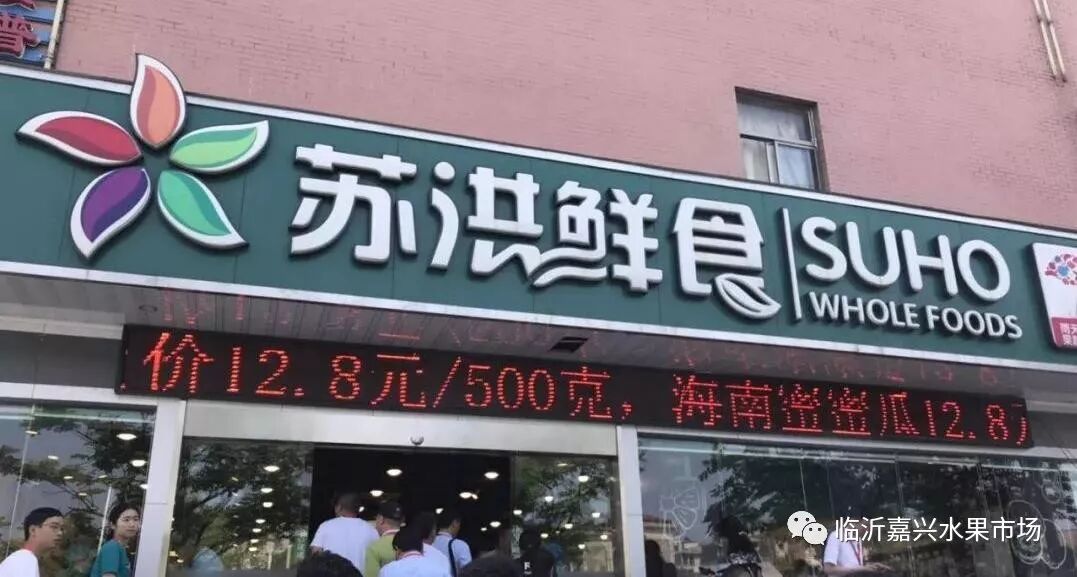 普
苏洪鲜食
SUHO
WHOLE FOODS
价12.8元/500克，海南蜜蜜瓜12.8
临沂嘉兴水果市场